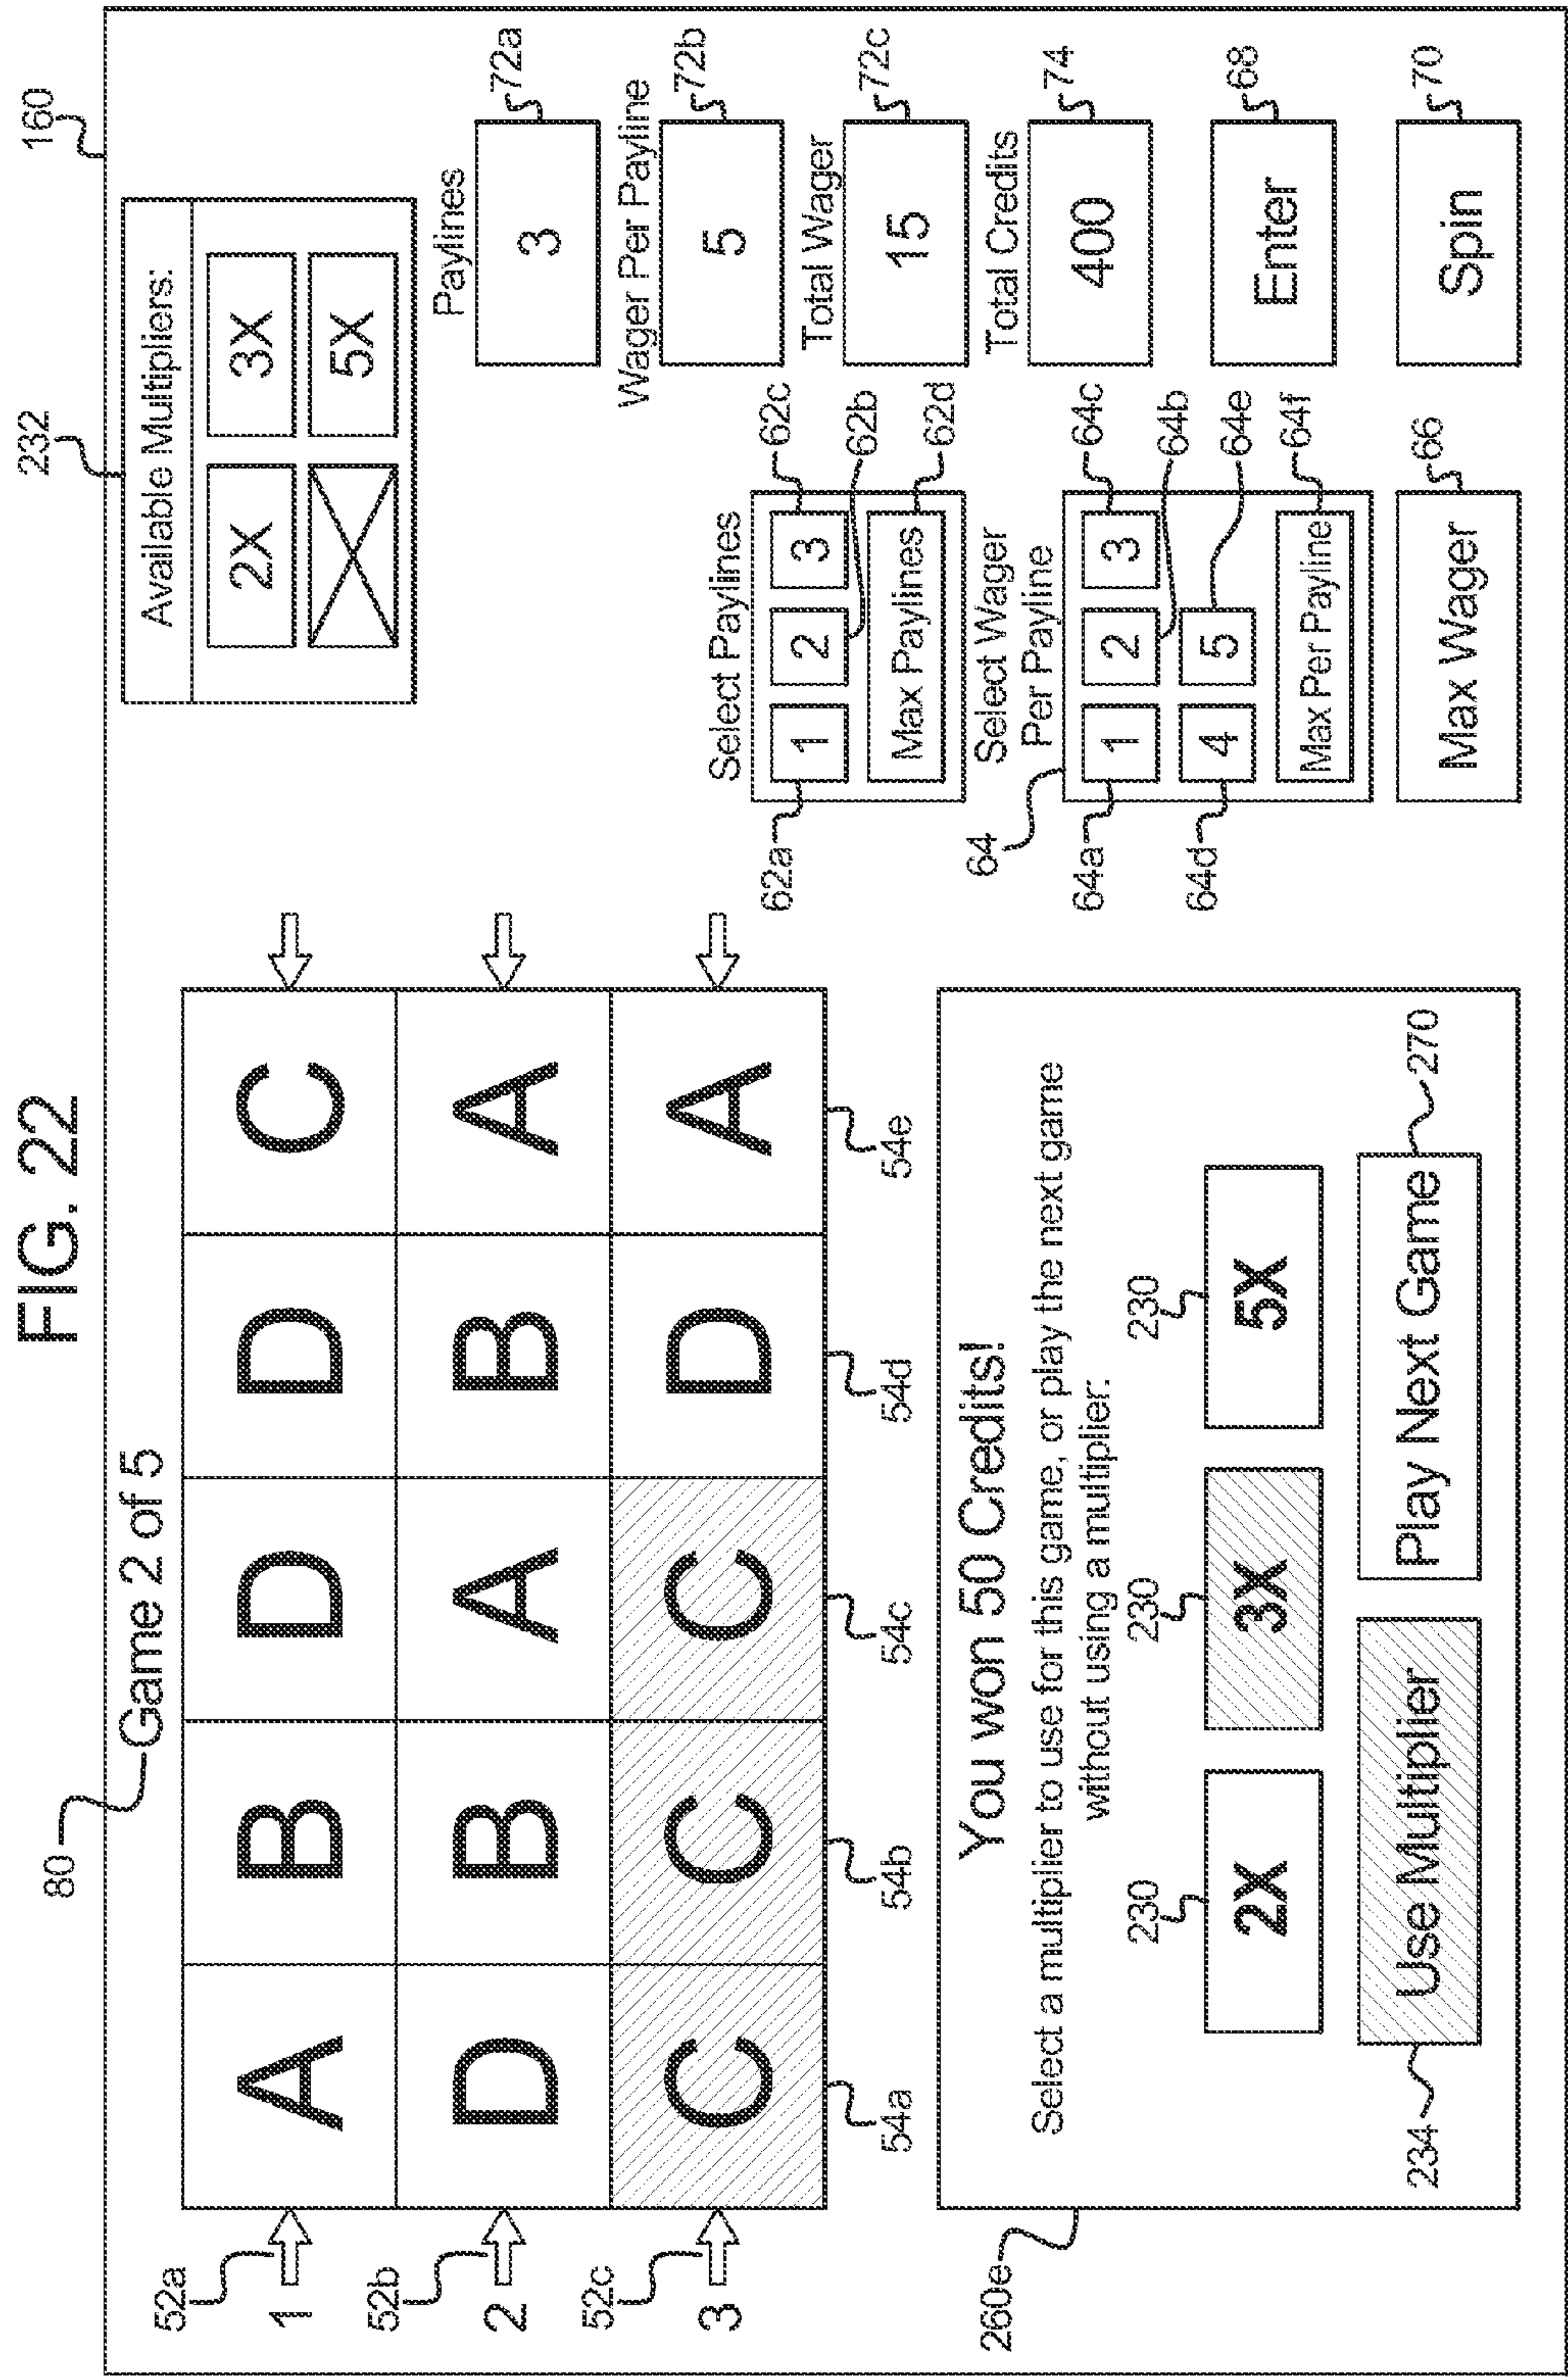 FIG. 22
160
80
Game 2 of 5
232
Available Multipliers:
2X 3X
5X
52a
1
A B D D C
52b
2
D B A B A
52c
3
C C C D A
54a 54b 54c 54d 54e
Paylines
3
72a
Wager Per Payline
5
72b
Total Wager
15
72c
Total Credits
400
74
Enter
68
Spin
70
Select Paylines
1 2 3
Max Paylines
62a
62c
62b
62d
Select Wager
Per Payline
64
1 2 3
4 5
Max Per Payline
64a
64d
64c
64b
64e
64f
Max Wager
66
260e
You won 50 Credits!
Select a multiplier to use for this game, or play the next game
without using a multiplier.
230 230 230
2X 3X 5X
234
Use Multiplier
Play Next Game
270